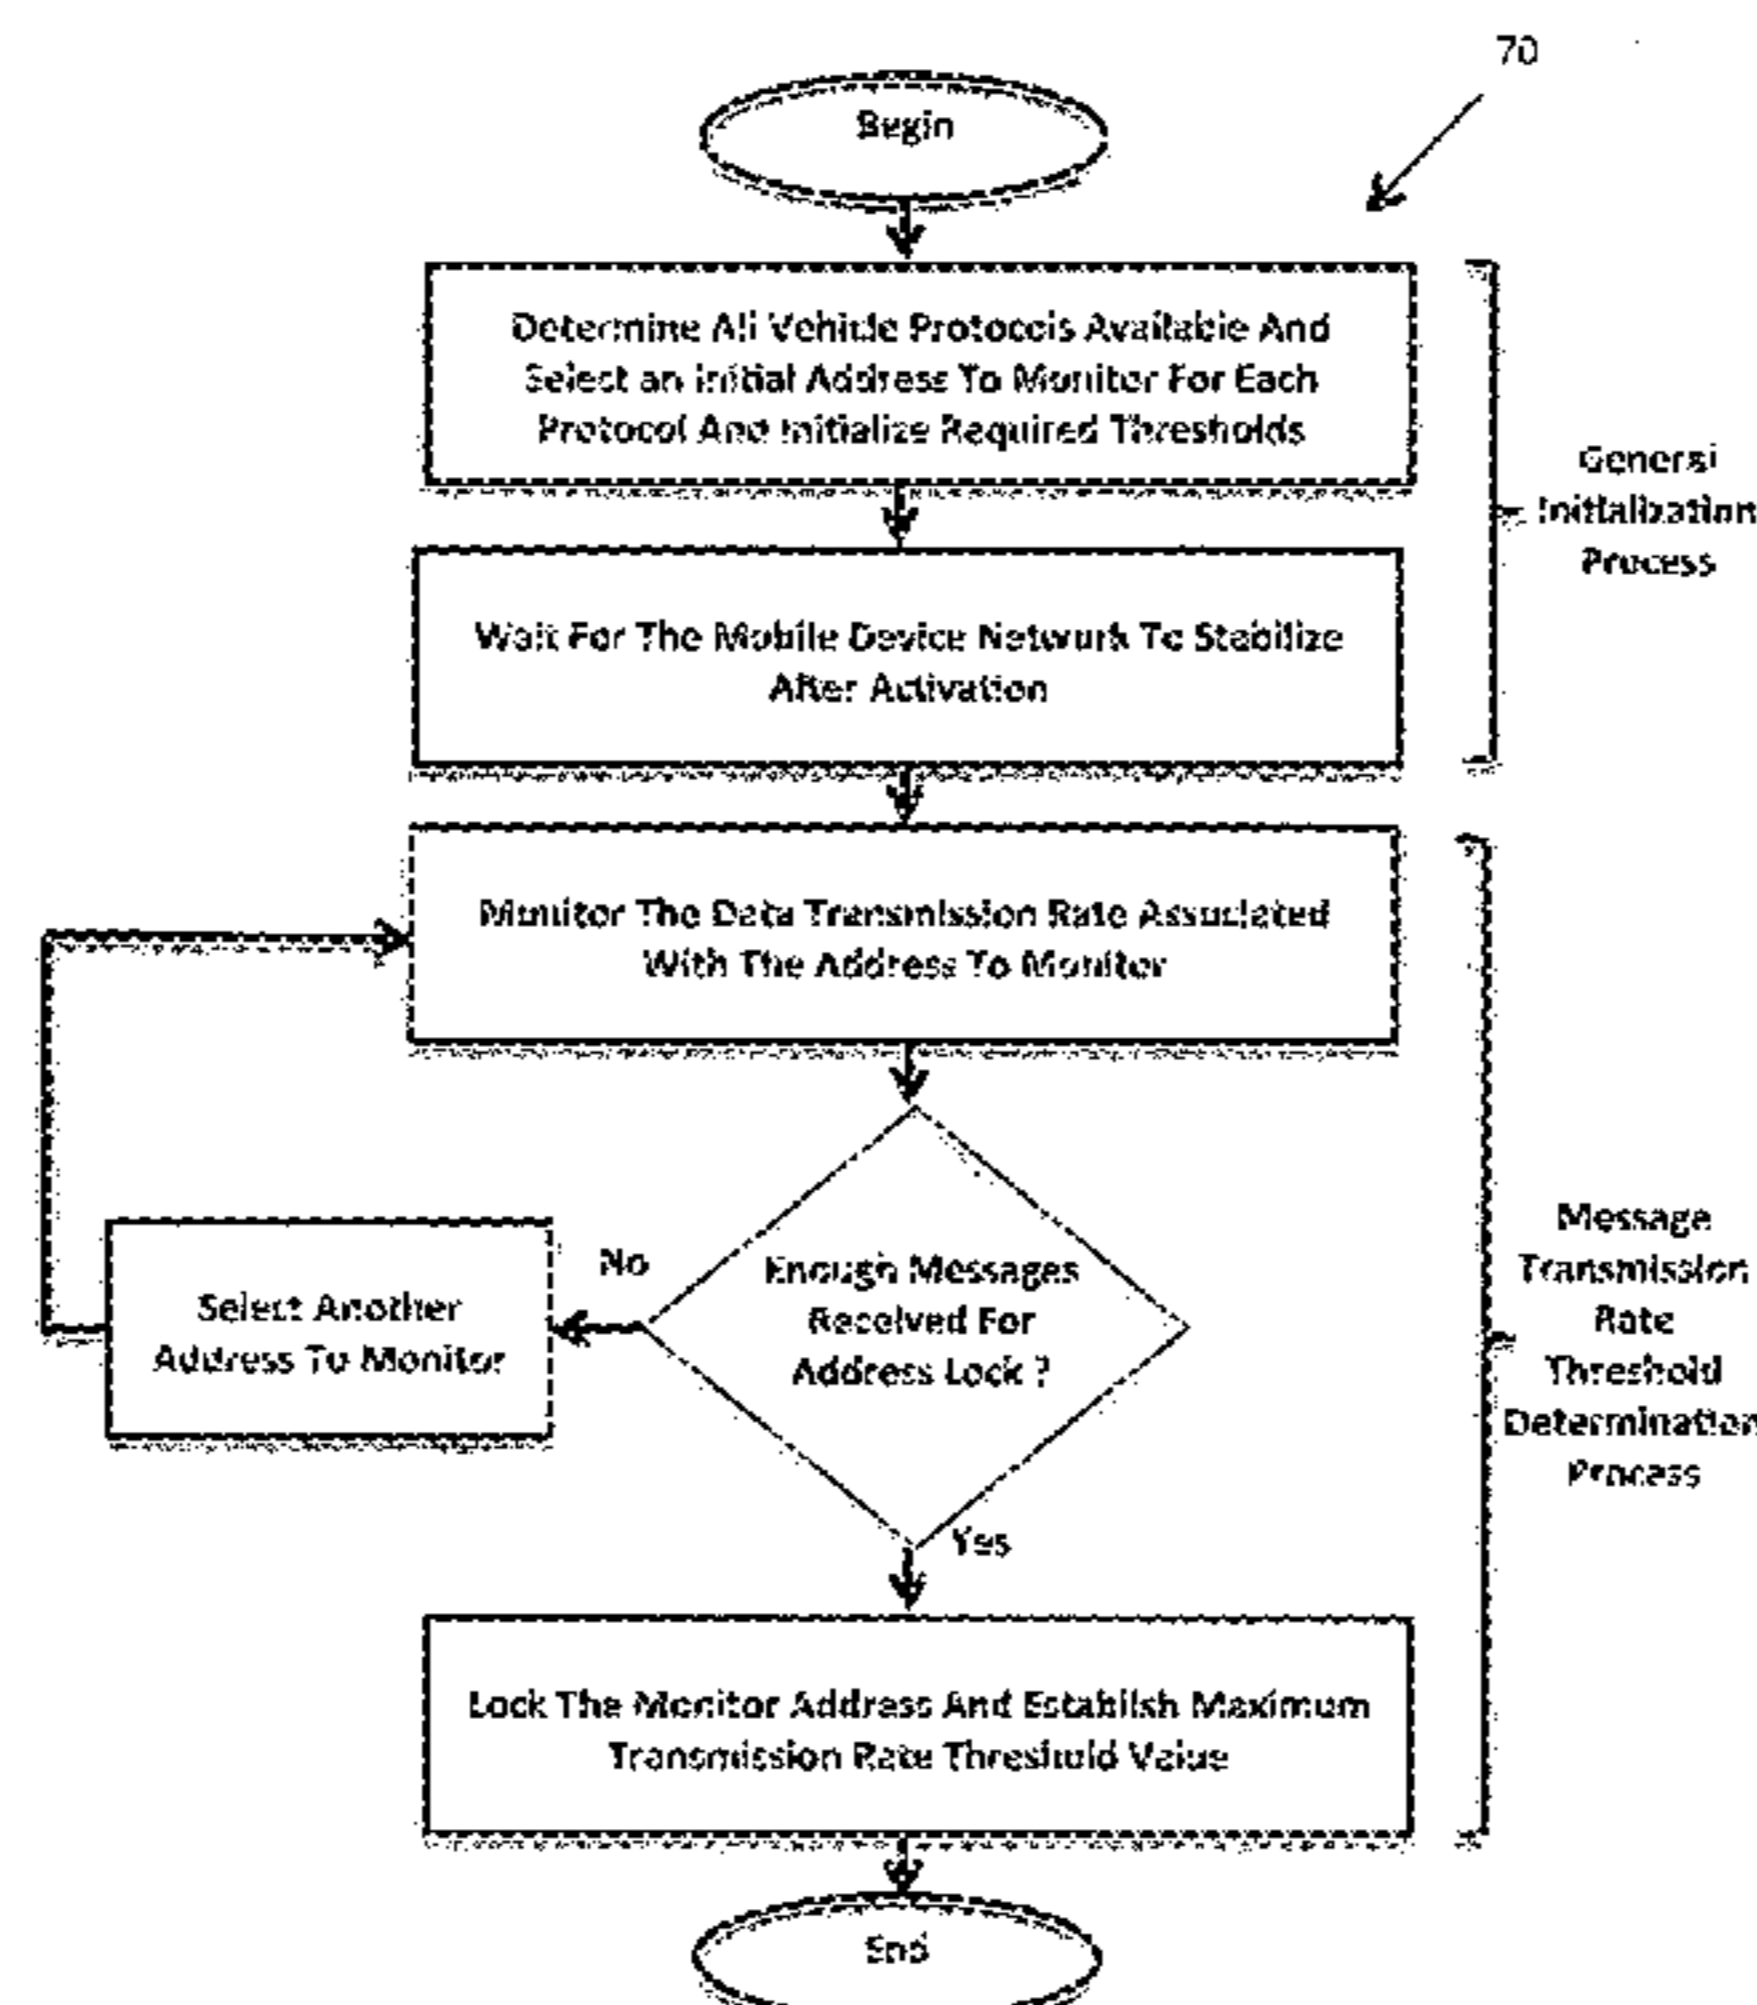 70
Begin
Determine All Vehicle Protocols Available And
Select an Initial Address To Monitor For Each
Protocol And Initialize Required Thresholds
General
Initialization
Process
Wait For The Mobile Device Network To Stabilize
After Activation
Monitor The Data Transmission Rate Associated
With The Address To Monitor
No
Enough Messages
Received For
Address Lock ?
Select Another
Address To Monitor
Message
Transmission
Rate
Threshold
Determination
Process
Yes
Lock The Monitor Address And Establish Maximum
Transmission Rate Threshold Value
End